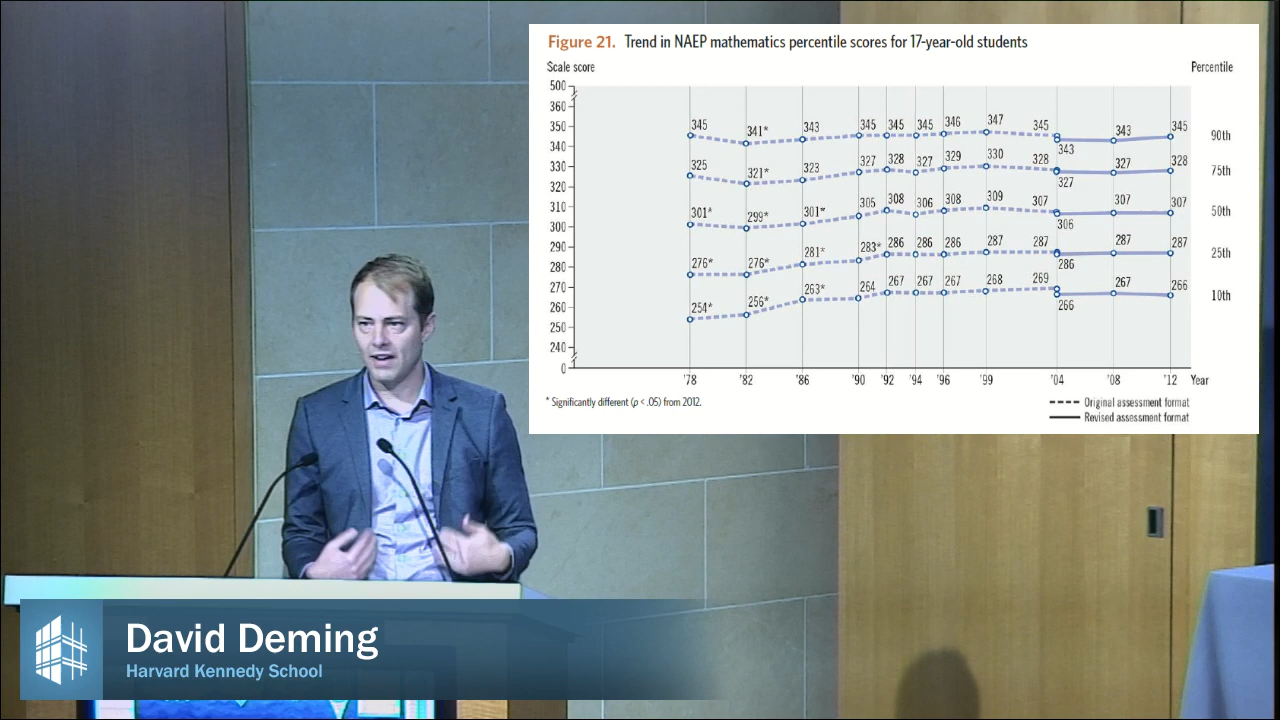 Figure 21. Trend in NAEP mathematics percentile scores for 17-year-old students
Scale score
Percentile
500
360
350
340
330
320
310
300
290
280
270
260
250
240
0
345 341* 343 345 345 345 346 347 345 343 343 345 90th
325 321* 323 327 328 327 329 330 328 327 327 328 75th
301* 299* 301* 305 308 306 308 309 307 306 307 307 50th
276* 276* 281* 283* 286 286 286 287 287 286 287 287 25th
254* 256* 263* 264 267 267 267 268 269 266 267 266 10th
'78 '82 '86 '90 '92 '94 '96 '99 '04 '08 '12 Year
* Significantly different (p < .05) from 2012.
Original assessment format
Revised assessment format
David Deming
Harvard Kennedy School